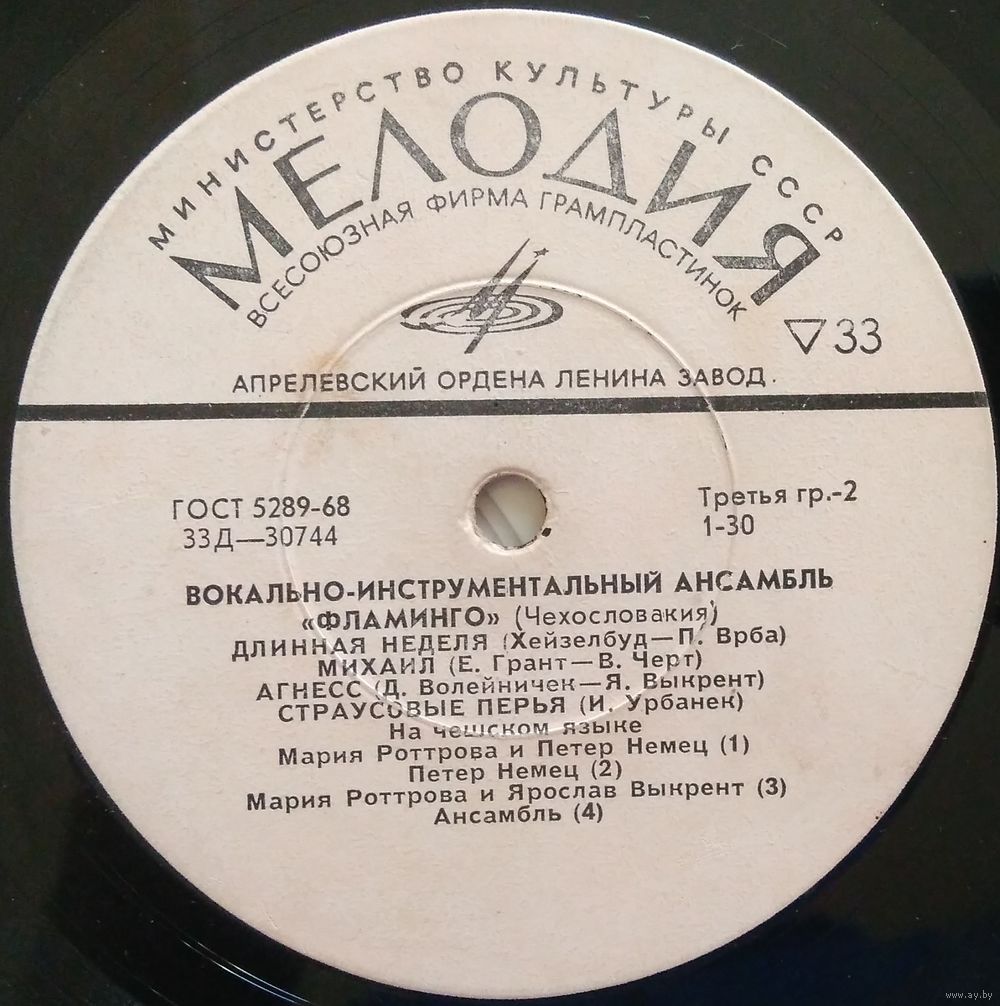 МИНИСТЕРСТВО КУЛЬТУРЫ СССР
МЕЛОДИЯ
ВСЕСОЮЗНАЯ ФИРМА ГРАМПЛАСТИНОК
▽33
АПРЕЛЕВСКИЙ ОРДЕНА ЛЕНИНА ЗАВОД.
ГОСТ 5289-68
33Д—30744
Третья гр.-2
1-30
ВОКАЛЬНО-ИНСТРУМЕНТАЛЬНЫЙ АНСАМБЛЬ
«ФЛАМИНГО» (Чехословакия)
ДЛИННАЯ НЕДЕЛЯ (Хейзелбуд—П. Врба)
МИХАИЛ (Е. Грант—В. Черт)
АГНЕСС (Д. Волейничек—Я. Выкрент)
СТРАУСОВЫЕ ПЕРЬЯ (И. Урбанек)
На чешском языке
Мария Роттрова и Петер Немец (1)
Петер Немец (2)
Мария Роттрова и Ярослав Выкрент (3)
Ансамбль (4)
www.ay.by